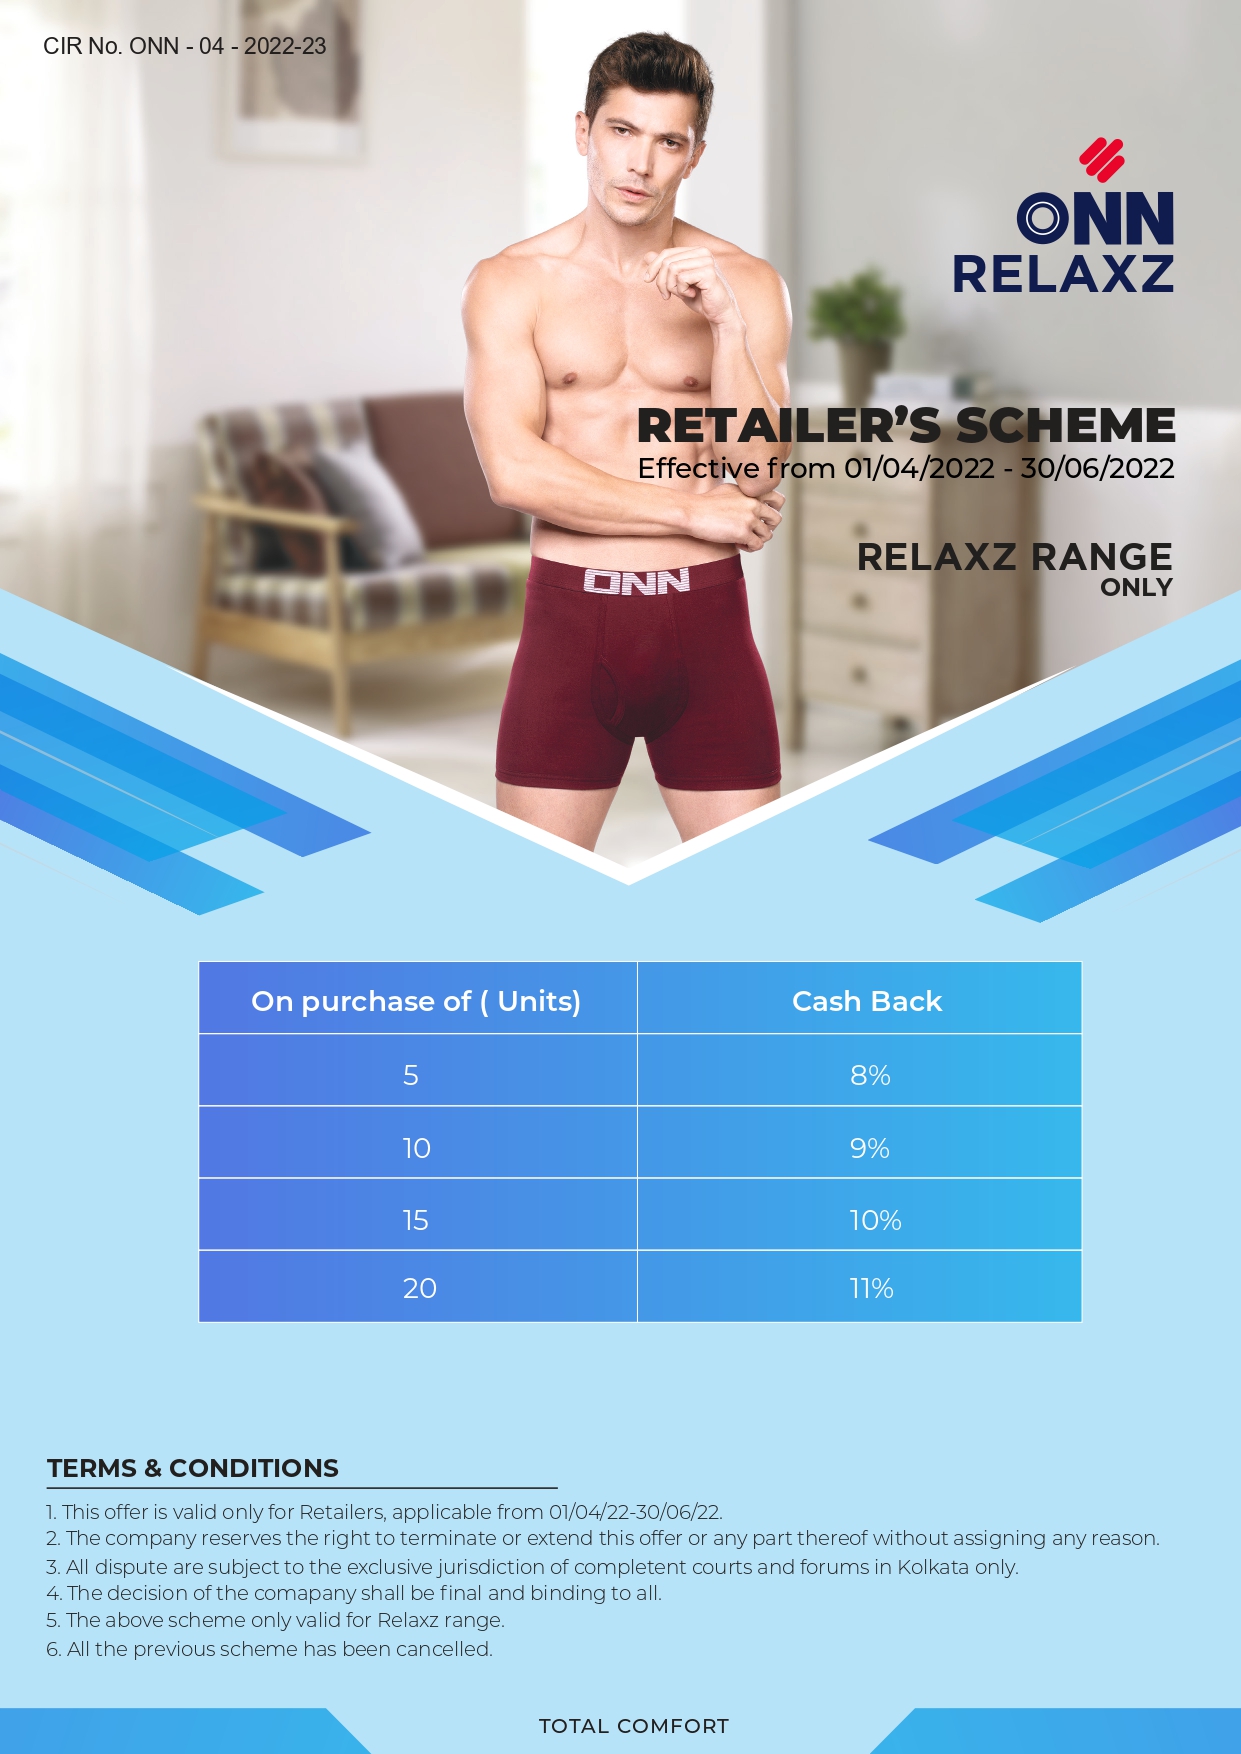 CIR No. ONN - 04 - 2022-23
ONN
RELAXZ
RETAILER'S SCHEME
Effective from 01/04/2022 - 30/06/2022
RELAXZ RANGE
ONLY
ONN
On purchase of ( Units) Cash Back
5 8%
10 9%
15 10%
20 11%
TERMS & CONDITIONS
1. This offer is valid only for Retailers, applicable from 01/04/22-30/06/22.
2. The company reserves the right to terminate or extend this offer or any part thereof without assigning any reason.
3. All dispute are subject to the exclusive jurisdiction of completent courts and forums in Kolkata only.
4. The decision of the comapany shall be final and binding to all.
5. The above scheme only valid for Relaxz range.
6. All the previous scheme has been cancelled.
TOTAL COMFORT